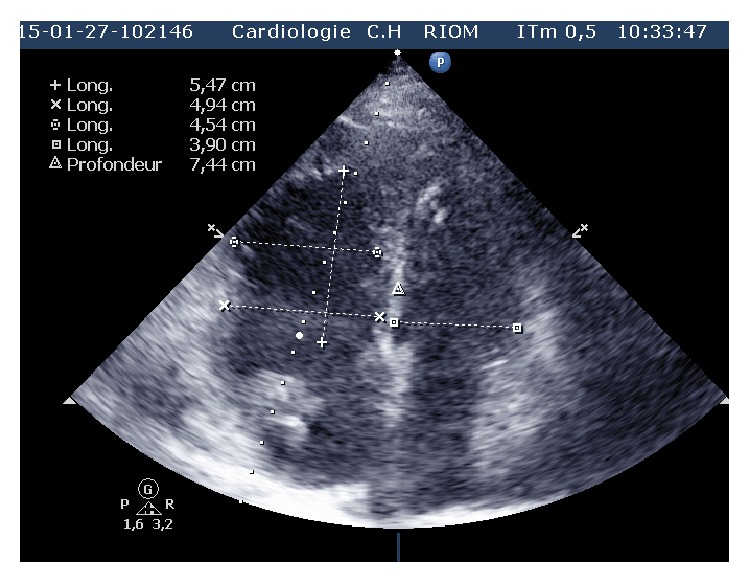 15-01-27-102146 Cardiologie C.H RIOM ITm 0,5 10:33:47
P
+ Long. 5,47 cm
× Long. 4,94 cm
Long. 4,54 cm
Long. 3,90 cm
Profondeur 7,44 cm
G
P R
1,6 3,2